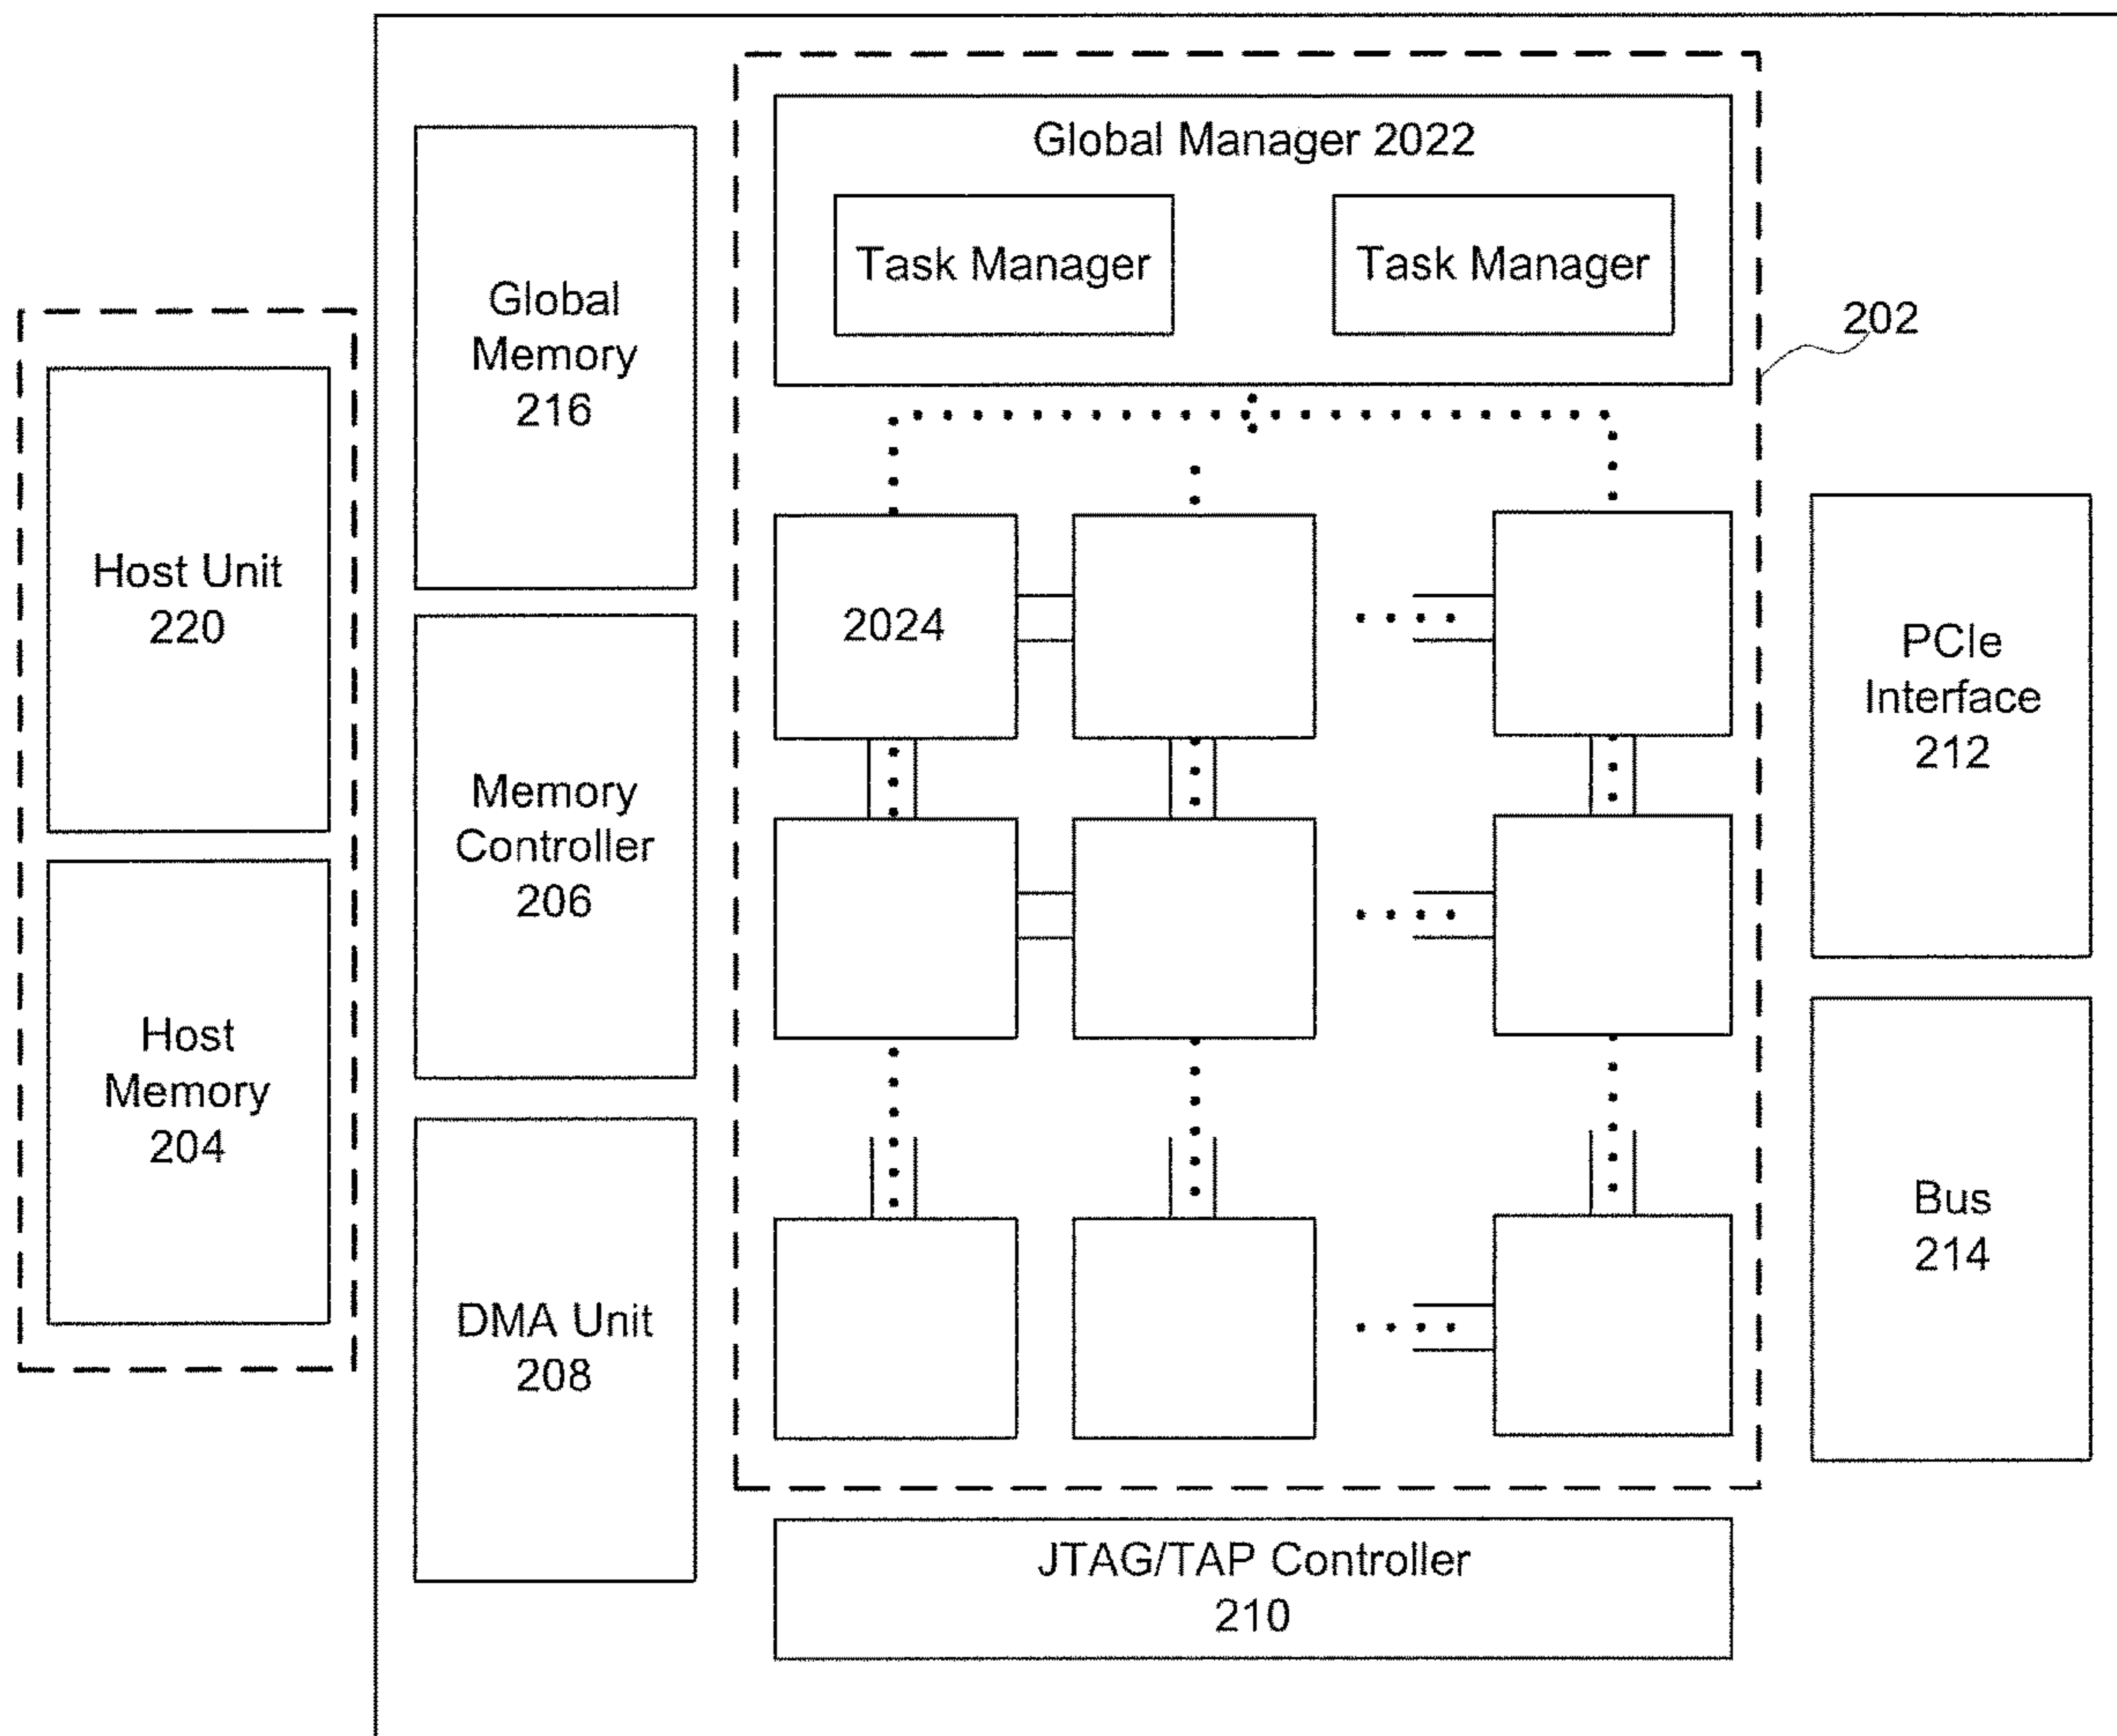 Global Manager 2022
Task Manager
Task Manager
202
Global
Memory
216
Host Unit
220
2024
PCIe
Interface
212
Memory
Controller
206
Host
Memory
204
Bus
214
DMA Unit
208
JTAG/TAP Controller
210